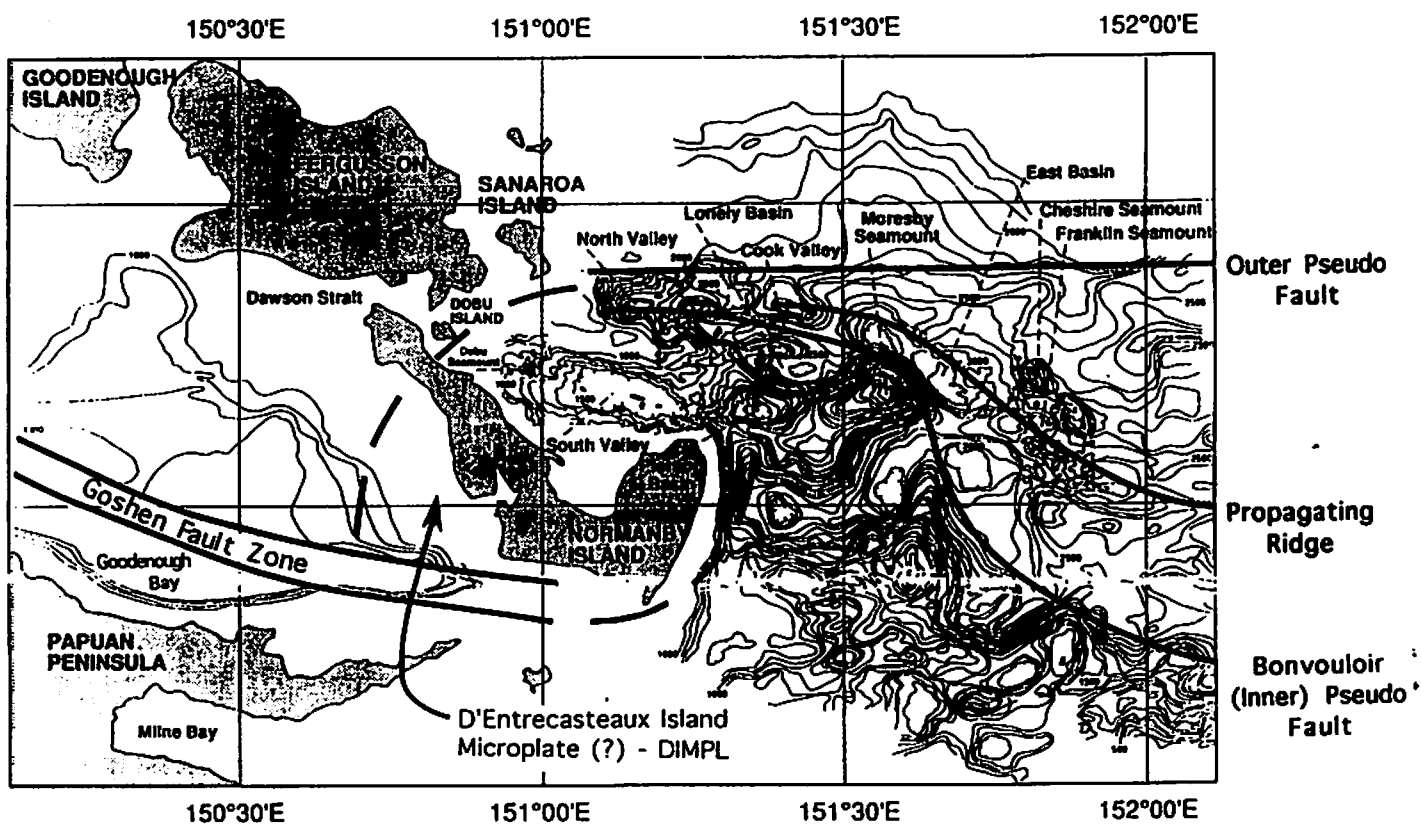 150°30'E
151°00'E
151°30'E
152°00'E
GOODENOUGH
ISLAND
FERGUSSON
ISLAND
SANAROA
ISLAND
East Basin
Lonely Basin
Moresby
Seamount
Cheshire Seamount
Franklin Seamount
North Valley
Cook Valley
Outer Pseudo
Fault
Dawson Strait
DOBU
ISLAND
Dobu
Seamount
South Valley
Goshen Fault Zone
Goodenough
Bay
NORMANBY
ISLAND
Propagating
Ridge
PAPUAN
PENINSULA
Milne Bay
D'Entrecasteaux Island
Microplate (?) - DIMPL
Bonvouloir
(Inner) Pseudo
Fault
150°30'E
151°00'E
151°30'E
152°00'E